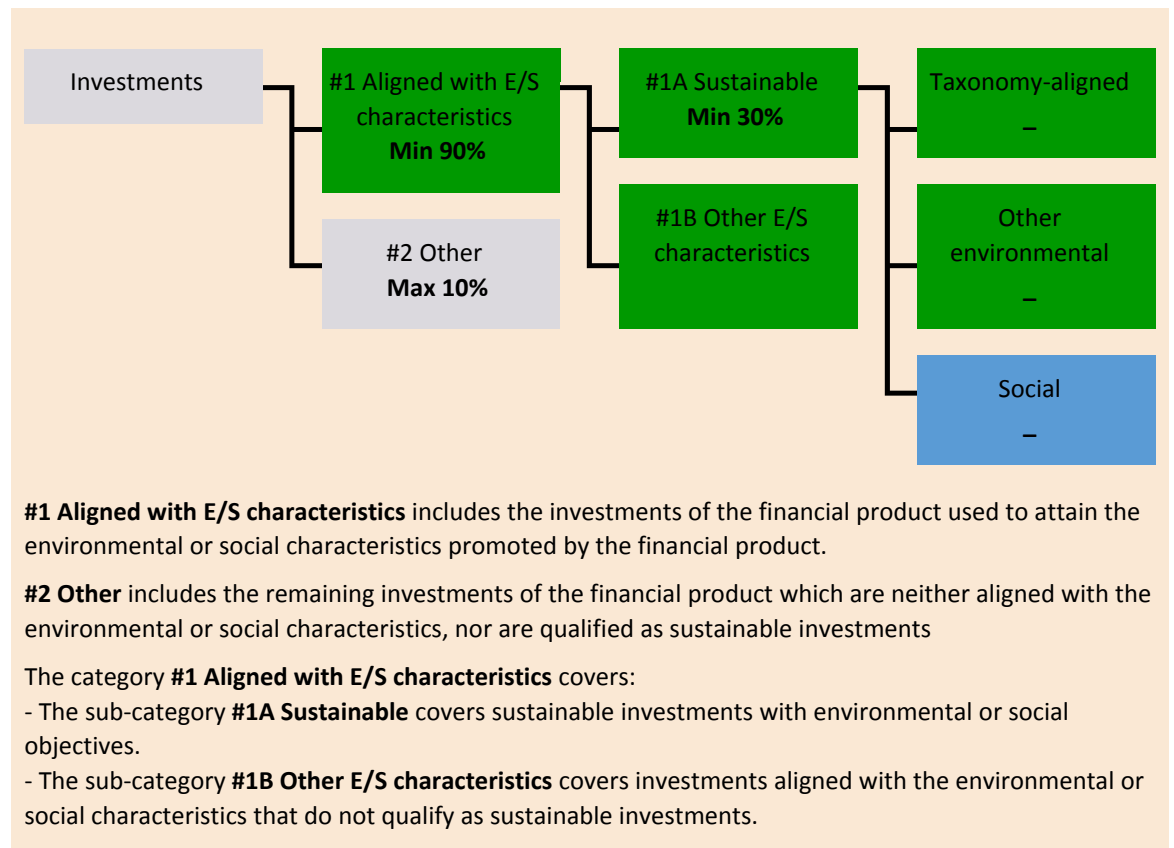 Investments
#1 Aligned with E/S
characteristics
Min 90%
#2 Other
Max 10%
#1A Sustainable
Min 30%
#1B Other E/S
characteristics
Taxonomy-aligned
–
Other
environmental
–
Social
–
#1 Aligned with E/S characteristics includes the investments of the financial product used to attain the
environmental or social characteristics promoted by the financial product.
#2 Other includes the remaining investments of the financial product which are neither aligned with the
environmental or social characteristics, nor are qualified as sustainable investments
The category #1 Aligned with E/S characteristics covers:
- The sub-category #1A Sustainable covers sustainable investments with environmental or social
objectives.
- The sub-category #1B Other E/S characteristics covers investments aligned with the environmental or
social characteristics that do not qualify as sustainable investments.